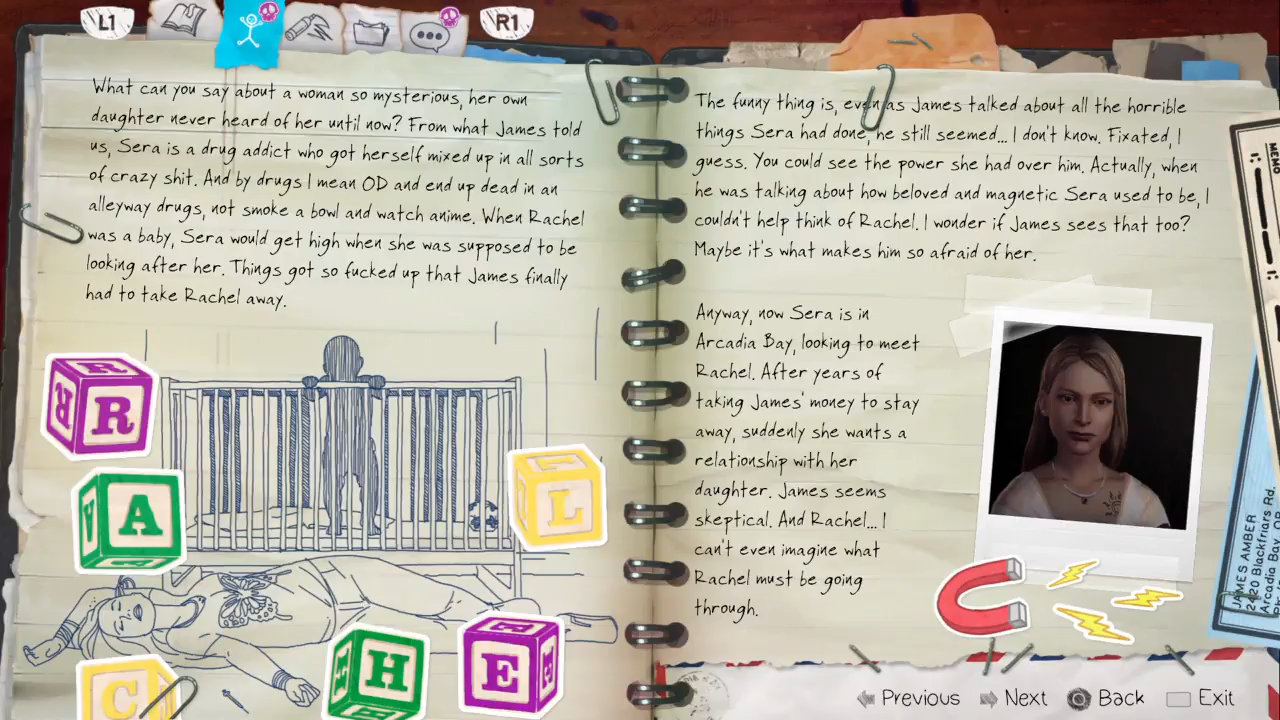 L1
R1
What can you say about a woman so mysterious, her own
daughter never heard of her until now? From what James told
us, Sera is a drug addict who got herself mixed up in all sorts
of crazy shit. And by drugs I mean OD and end up dead in an
alleyway drugs, not smoke a bowl and watch anime. When Rachel
was a baby, Sera would get high when she was supposed to be
looking after her. Things got so fucked up that James finally
had to take Rachel away.
R R
A A
L
C
H H
E
The funny thing is, even as James talked about all the horrible
things Sera had done, he still seemed... I don't know. Fixated, I
guess. You could see the power she had over him. Actually, when
he was talking about how beloved and magnetic Sera used to be, I
couldn't help think of Rachel. I wonder if James sees that too?
Maybe it's what makes him so afraid of her.
Anyway, now Sera is in
Arcadia Bay, looking to meet
Rachel. After years of
taking James' money to stay
away, suddenly she wants a
relationship with her
daughter. James seems
skeptical. And Rachel... I
can't even imagine what
Rachel must be going
through.
MEMO
JAMES AMBER
2420 Blackfriars Rd.
Arcadia Bay,
Previous
Next
Back
Exit